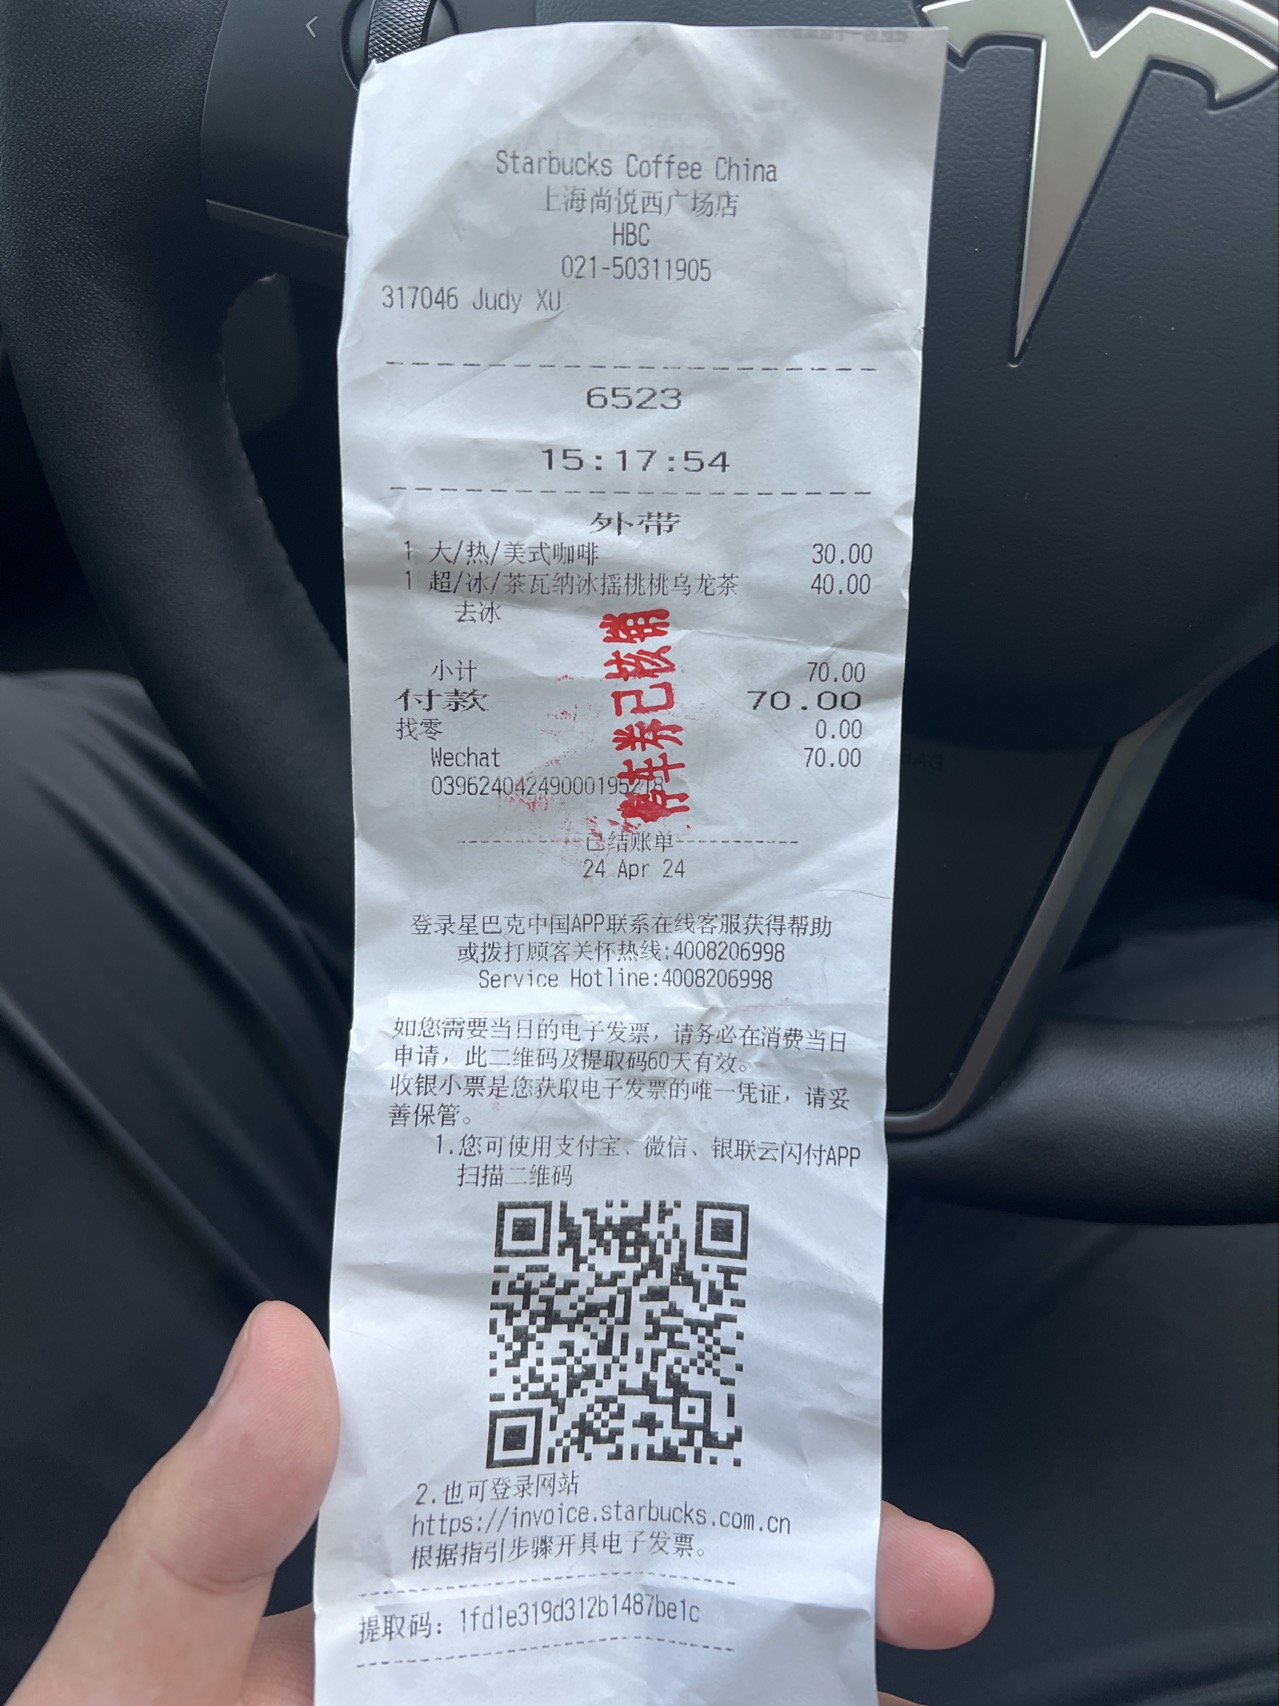 Starbucks Coffee China
上海尚悦西广场店
HBC
021-50311905
317046 Judy XU
6523
15:17:54
外带
1 大/热/美式咖啡 30.00
1 超/冰/茶瓦纳冰摇桃桃乌龙茶 40.00
去冰
小计 70.00
付款 70.00
找零 0.00
Wechat 70.00
03962404249000195218
停车券已核销
已结账单
24 Apr 24
登录星巴克中国APP联系在线客服获得帮助
或拨打顾客关怀热线:4008206998
Service Hotline:4008206998
如您需要当日的电子发票，请务必在消费当日
申请，此二维码及提取码60天有效。
收银小票是您获取电子发票的唯一凭证，请妥
善保管。
1.您可使用支付宝、微信、银联云闪付APP
扫描二维码
2.也可登录网站
https://invoice.starbucks.com.cn
根据指引步骤开具电子发票。
提取码: 1fd1e319d312b1487be1c